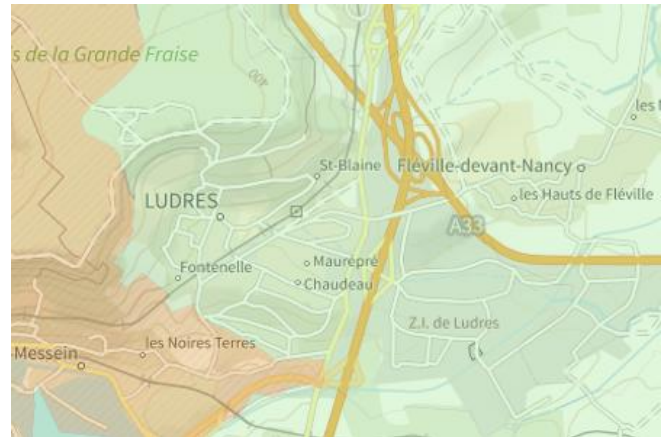 s de la Grande Fraise
400
les N
St-Blaine
Fléville-devant-Nancy
les Hauts de Fléville
LUDRES
A33
Maurepré
Fontenelle
Chaudeau
Z.I. de Ludres
les Noires Terres
Messein